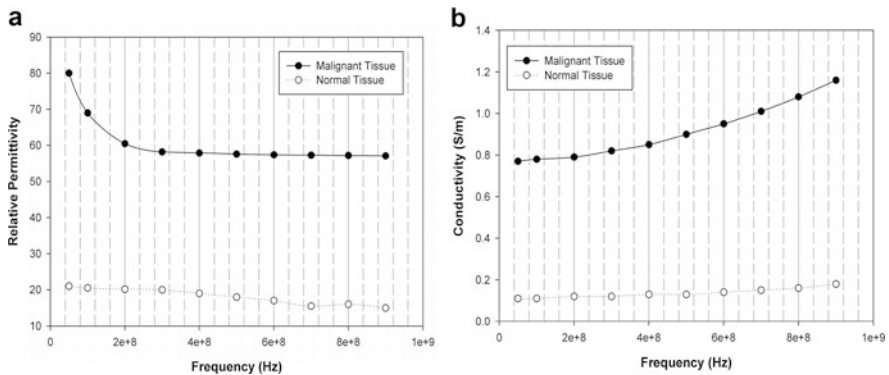 a
90
80
70
60
50
40
30
20
10
Relative Permittivity
Malignant Tissue
Normal Tissue
0 2e+8 4e+8 6e+8 8e+8 1e+9
Frequency (Hz)
b
1.4
1.2
1.0
0.8
0.6
0.4
0.2
0.0
Conductivity (S/m)
Malignant Tissue
Normal Tissue
0 2e+8 4e+8 6e+8 8e+8 1e+9
Frequency (Hz)